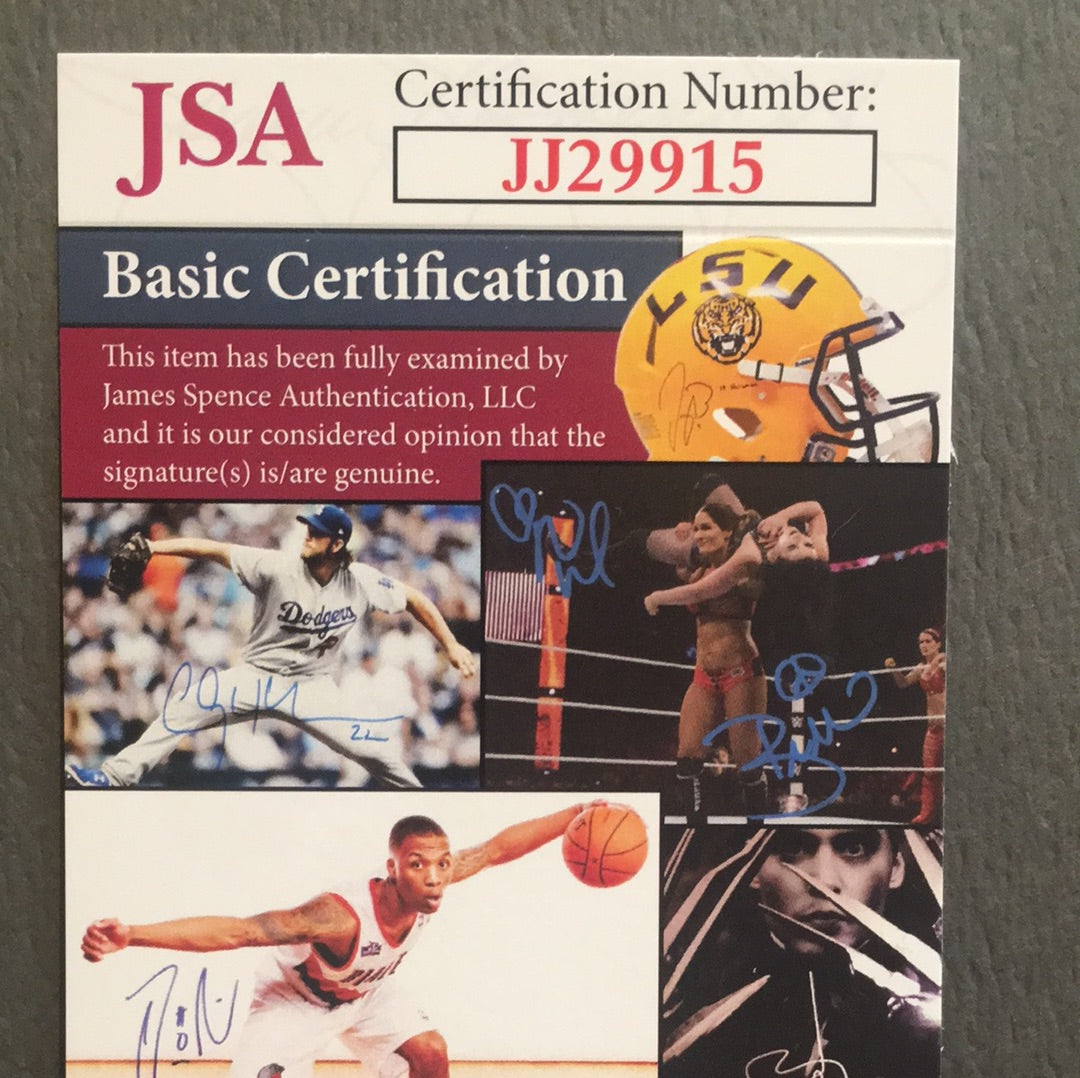 JSA
Certification Number:
JJ29915
Basic Certification
This item has been fully examined by
James Spence Authentication, LLC
and it is our considered opinion that the
signature(s) is/are genuine.
LSU
Dodgers
22